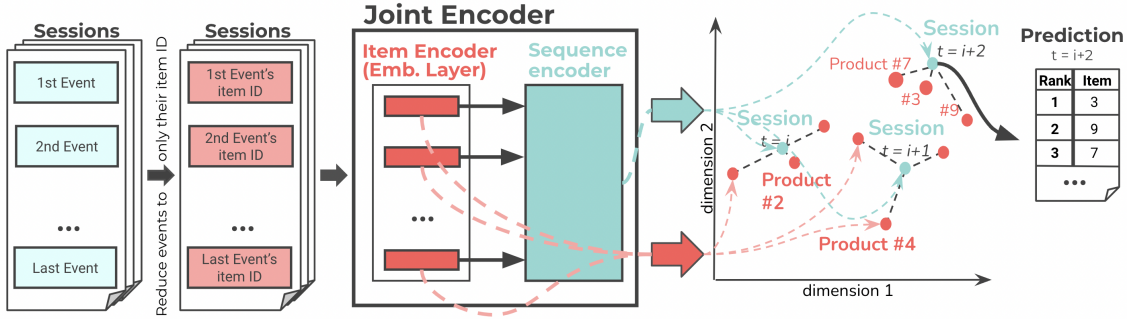 Sessions
1st Event
2nd Event
...
Last Event
Reduce events to only their item ID
Sessions
1st Event's
item ID
2nd Event's
item ID
...
Last Event's
item ID
Joint Encoder
Item Encoder
(Emb. Layer)
...
Sequence
encoder
dimension 2
dimension 1
Session
t = i
Product
#2
Session
t = i+1
Product #4
Session
t = i+2
Product #7
#3
#9
Prediction
t = i+2
Rank Item
1 3
2 9
3 7
...